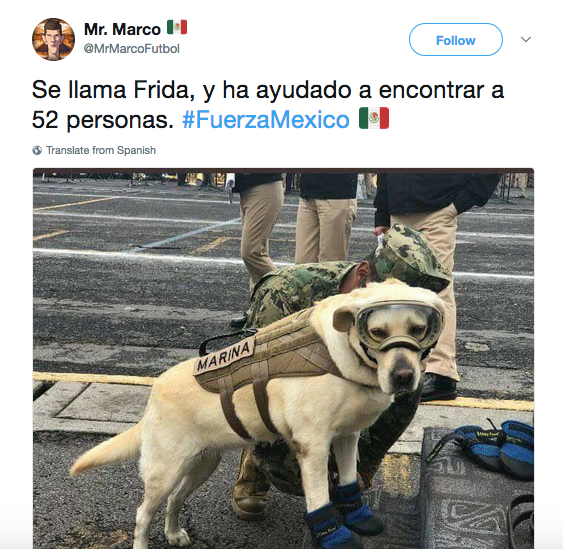 Mr. Marco 🇲🇽
@MrMarcoFutbol
Follow
Se llama Frida, y ha ayudado a encontrar a
52 personas. #FuerzaMexico 🇲🇽
Translate from Spanish
MARINA